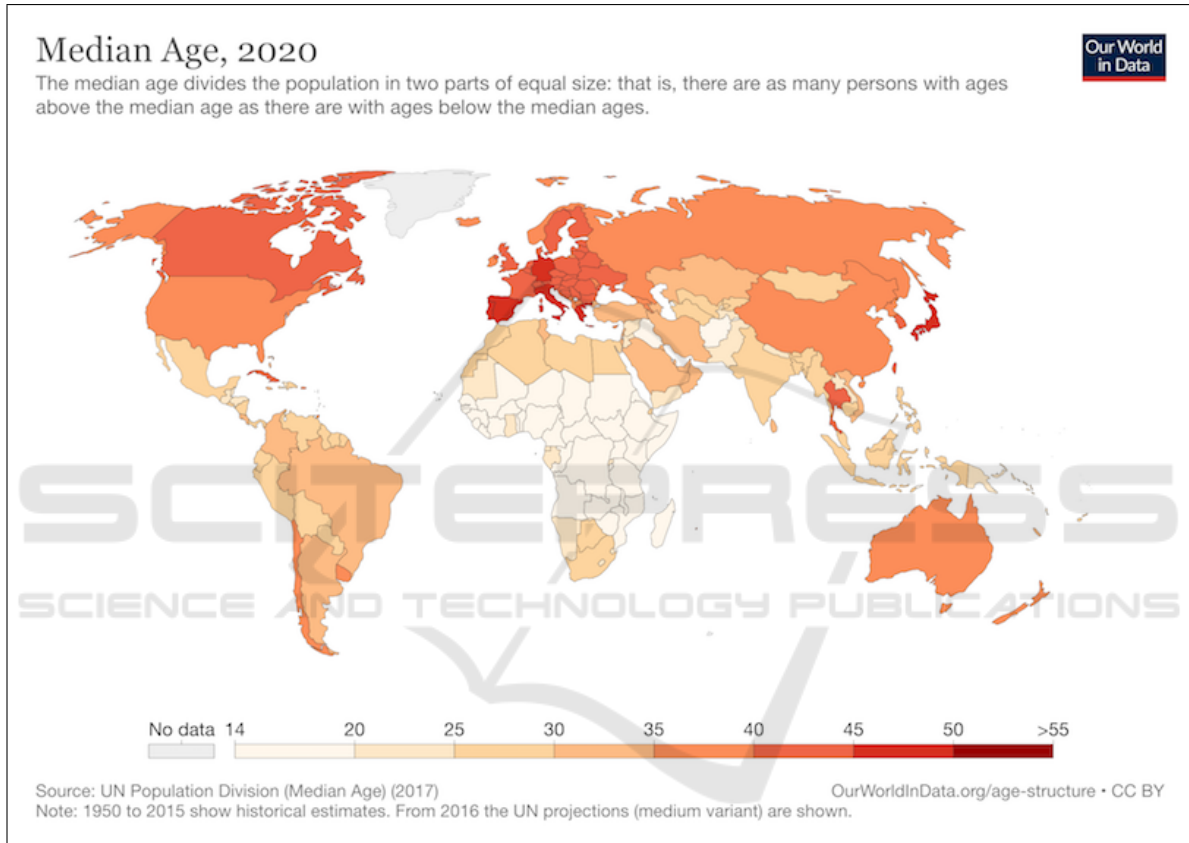 Median Age, 2020
Our World
in Data
The median age divides the population in two parts of equal size: that is, there are as many persons with ages
above the median age as there are with ages below the median ages.
SCITEPRESS
SCIENCE AND TECHNOLOGY PUBLICATIONS
No data 14 20 25 30 35 40 45 50 >55
Source: UN Population Division (Median Age) (2017)
OurWorldInData.org/age-structure • CC BY
Note: 1950 to 2015 show historical estimates. From 2016 the UN projections (medium variant) are shown.